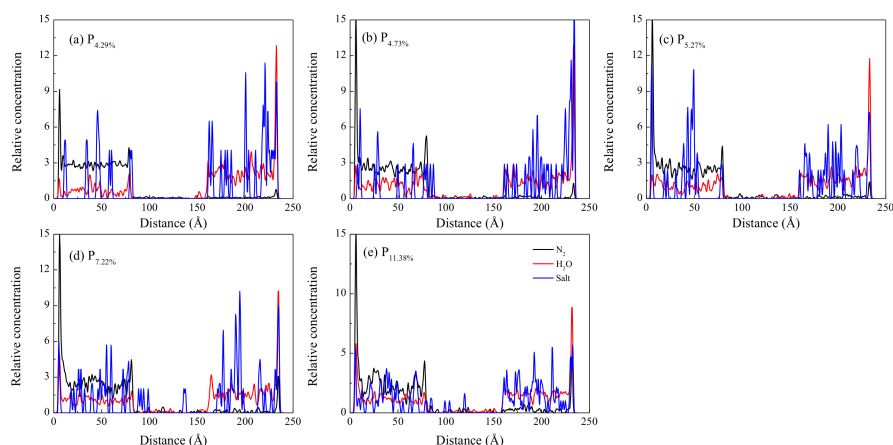 (a) P4.29%
Relative concentration
15
12
9
6
3
0
0 50 100 150 200 250
Distance (Å)
(b) P4.73%
Relative concentration
15
12
9
6
3
0
0 50 100 150 200 250
Distance (Å)
(c) P5.27%
Relative concentration
15
12
9
6
3
0
0 50 100 150 200 250
Distance (Å)
(d) P7.22%
Relative concentration
15
12
9
6
3
0
0 50 100 150 200 250
Distance (Å)
(e) P11.38%
N2
H2O
Salt
Relative concentration
15
10
5
0
0 50 100 150 200 250
Distance (Å)